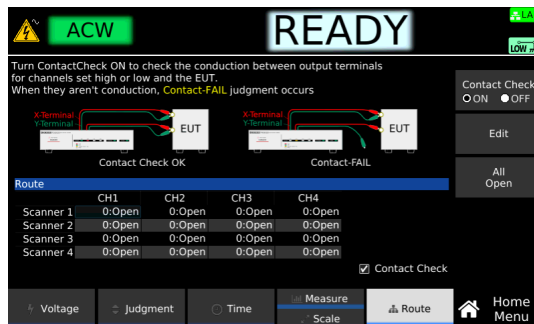 ACW
READY
LA
LOW
Turn ContactCheck ON to check the conduction between output terminals
for channels set high or low and the EUT.
When they aren't conduction, Contact-FAIL judgment occurs
X-Terminal
Y-Terminal
EUT
Contact Check OK
X-Terminal
Y-Terminal
EUT
Contact-FAIL
Contact Check
ON OFF
Edit
All
Open
Route
CH1 CH2 CH3 CH4
Scanner 1 0:Open 0:Open 0:Open 0:Open
Scanner 2 0:Open 0:Open 0:Open 0:Open
Scanner 3 0:Open 0:Open 0:Open 0:Open
Scanner 4 0:Open 0:Open 0:Open 0:Open
Contact Check
Voltage
Judgment
Time
Measure
Scale
Route
Home
Menu